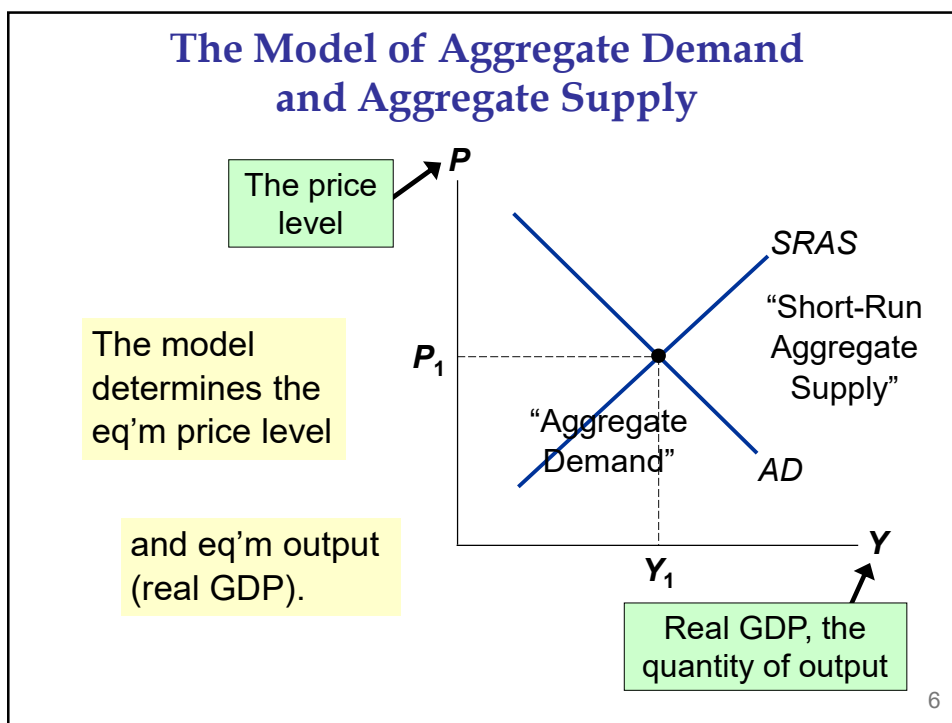 The Model of Aggregate Demand
and Aggregate Supply
P
The price
level
SRAS
“Short-Run
Aggregate
Supply”
The model
determines the
eq’m price level
P1
“Aggregate
Demand”
AD
and eq’m output
(real GDP).
Y
Y1
Real GDP, the
quantity of output
6